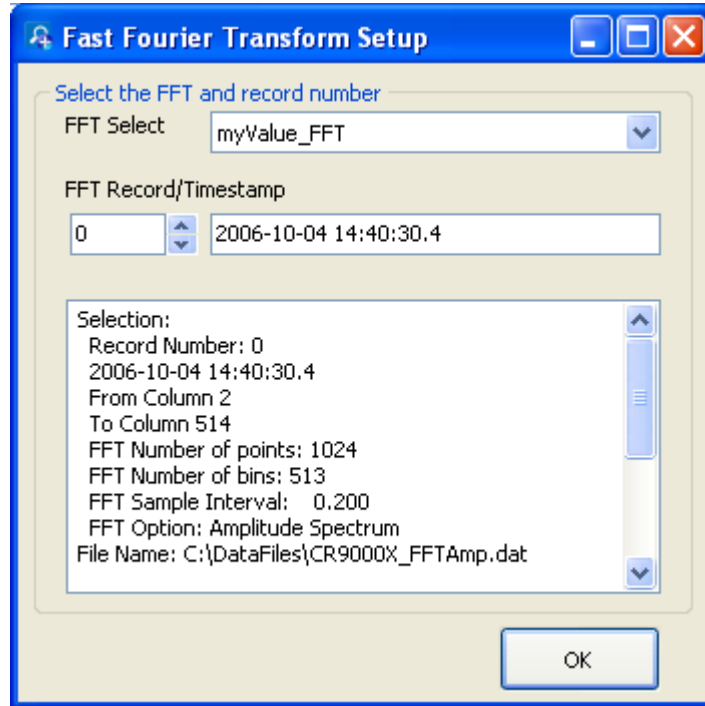 Fast Fourier Transform Setup
Select the FFT and record number
FFT Select
myValue_FFT
FFT Record/Timestamp
0
2006-10-04 14:40:30.4
Selection:
Record Number: 0
2006-10-04 14:40:30.4
From Column 2
To Column 514
FFT Number of points: 1024
FFT Number of bins: 513
FFT Sample Interval: 0.200
FFT Option: Amplitude Spectrum
File Name: C:\DataFiles\CR9000X_FFTAmp.dat
OK